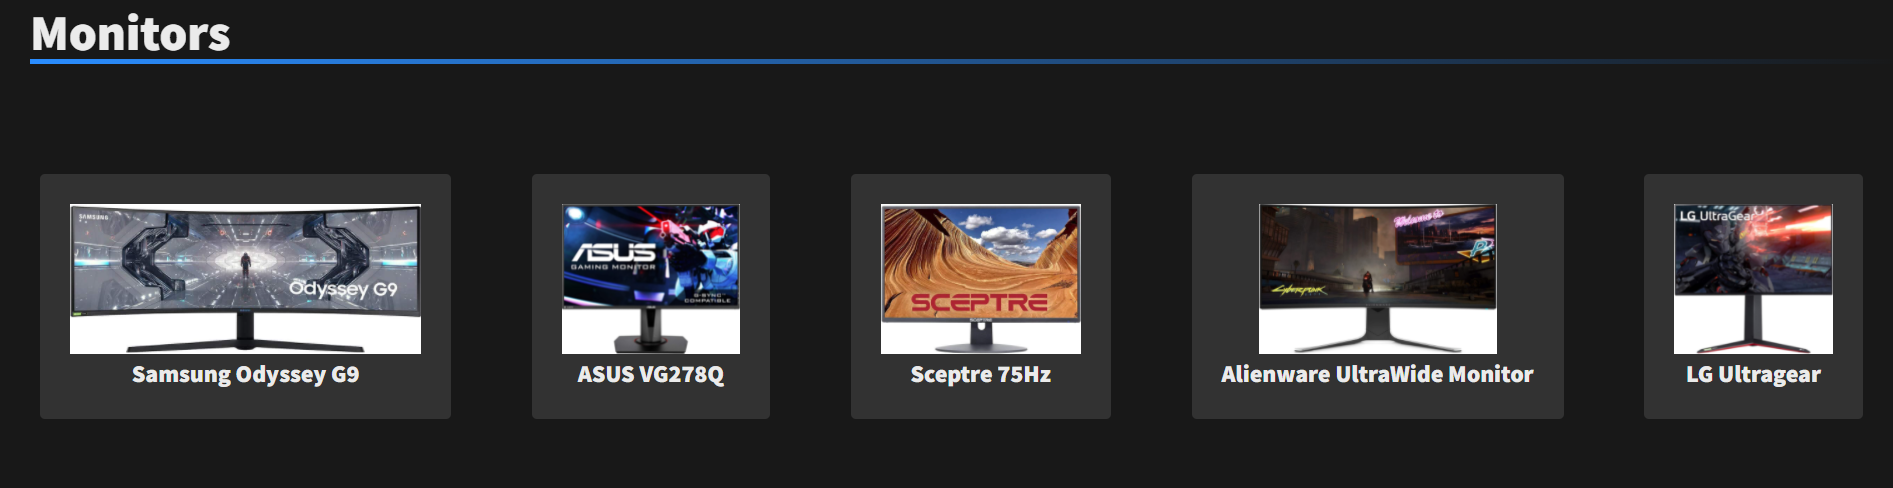 Monitors
SAMSUNG
Odyssey G9
Samsung Odyssey G9
ASUS
GAMING MONITOR
G-SYNC
COMPATIBLE
ASUS VG278Q
SCEPTRE
SCEPTRE
Sceptre 75Hz
Cyberpunk
Alienware UltraWide Monitor
LG UltraGear
LG Ultragear